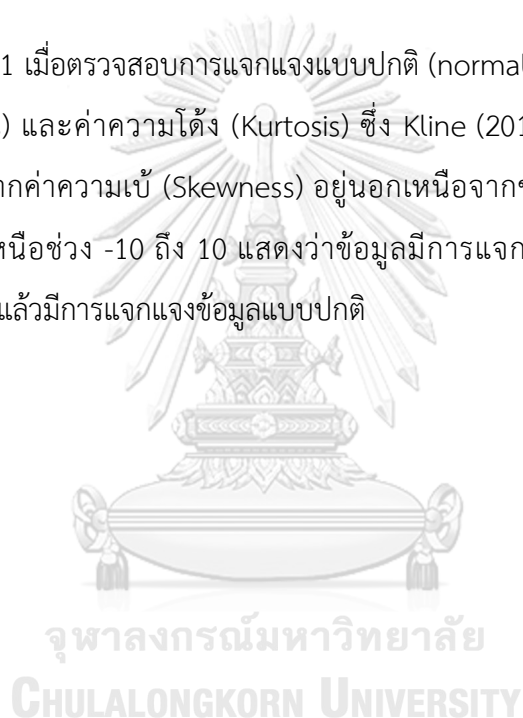 1 เมื่อตรวจสอบการแจกแจงแบบปกติ (normal
) และค่าความโด่ง (Kurtosis) ซึ่ง Kline (201
ากค่าความเบ้ (Skewness) อยู่นอกเหนือจาก
หนือช่วง -10 ถึง 10 แสดงว่าข้อมูลมีการแจก
แล้วมีการแจกแจงข้อมูลแบบปกติ
จุฬาลงกรณ์มหาวิทยาลัย
CHULALONGKORN UNIVERSITY